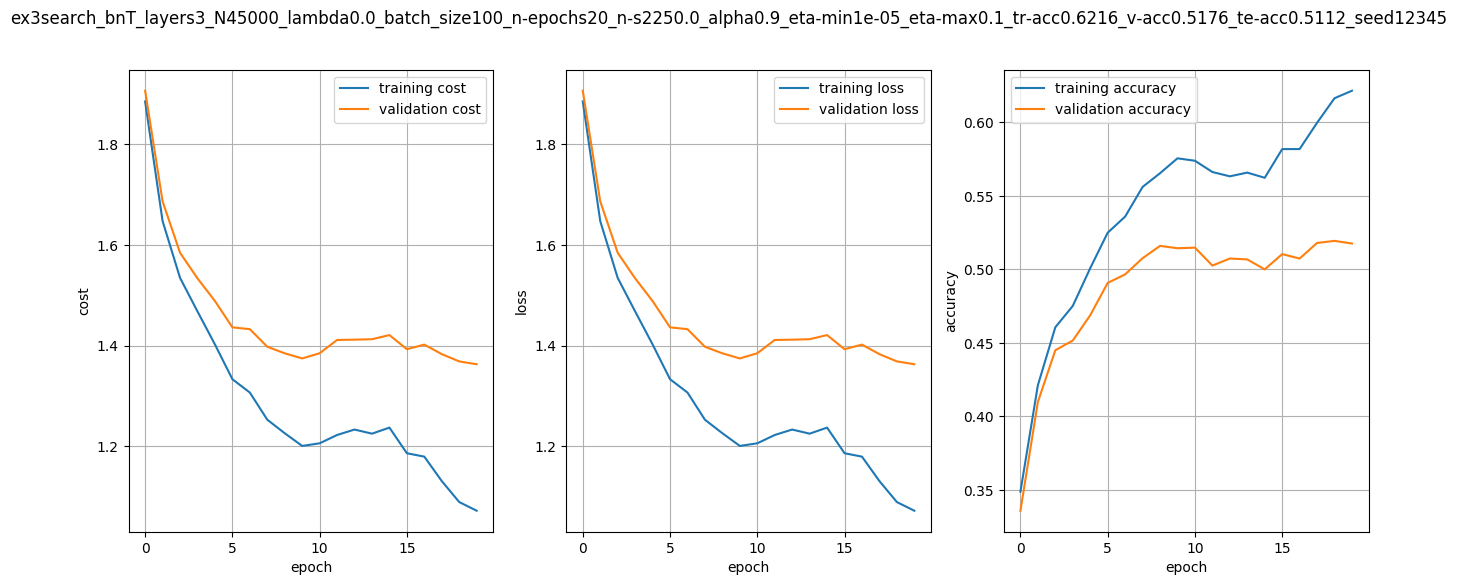 ex3search_bnT_layers3_N45000_lambda0.0_batch_size100_n-epochs20_n-s2250.0_alpha0.9_eta-min1e-05_eta-max0.1_tr-acc0.6216_v-acc0.5176_te-acc0.5112_seed12345
training cost
validation cost
1.8
1.6
1.4
1.2
cost
0
5
10
15
epoch
training loss
validation loss
1.8
1.6
1.4
1.2
loss
0
5
10
15
epoch
training accuracy
validation accuracy
0.60
0.55
0.50
0.45
0.40
0.35
accuracy
0
5
10
15
epoch